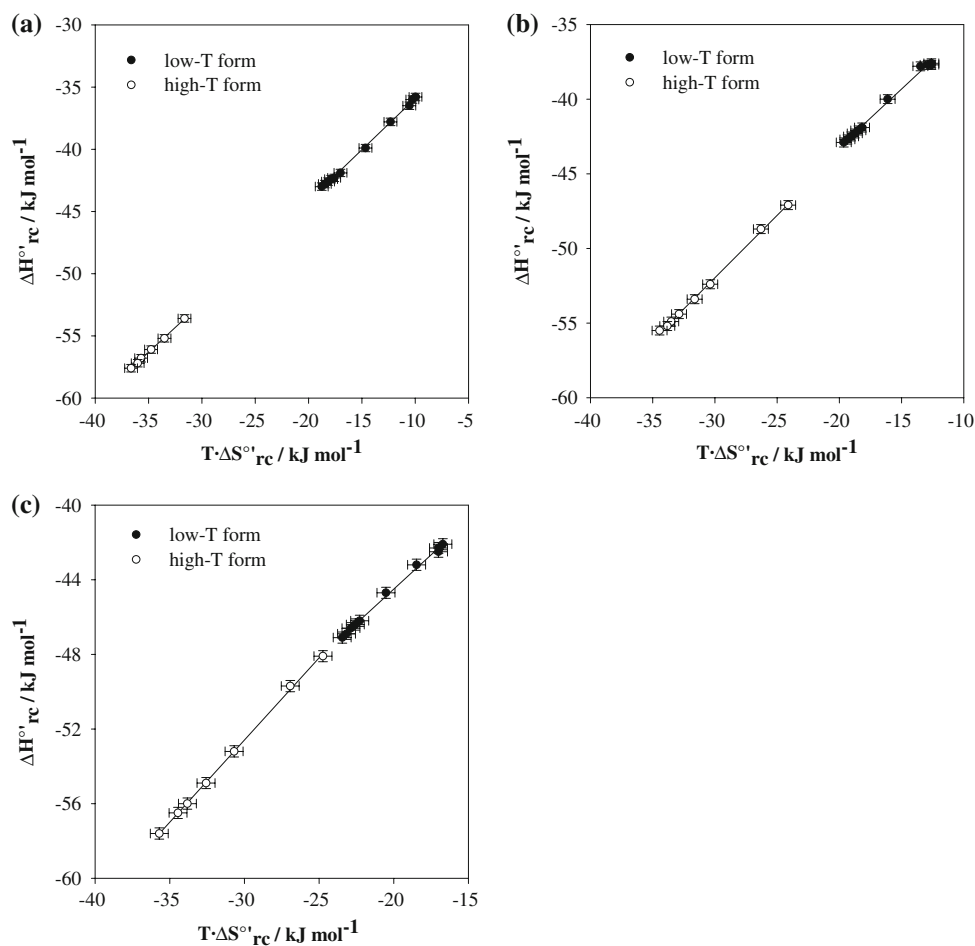 (a)
-30
-35
-40
-45
-50
-55
-60
-40 -35 -30 -25 -20 -15 -10 -5
low-T form
high-T form
ΔH°'rc / kJ mol-1
T·ΔS°'rc / kJ mol-1
(b)
-35
-40
-45
-50
-55
-60
-40 -35 -30 -25 -20 -15 -10
low-T form
high-T form
ΔH°'rc / kJ mol-1
T·ΔS°'rc / kJ mol-1
(c)
-40
-44
-48
-52
-56
-60
-40 -35 -30 -25 -20 -15
low-T form
high-T form
ΔH°'rc / kJ mol-1
T·ΔS°'rc / kJ mol-1